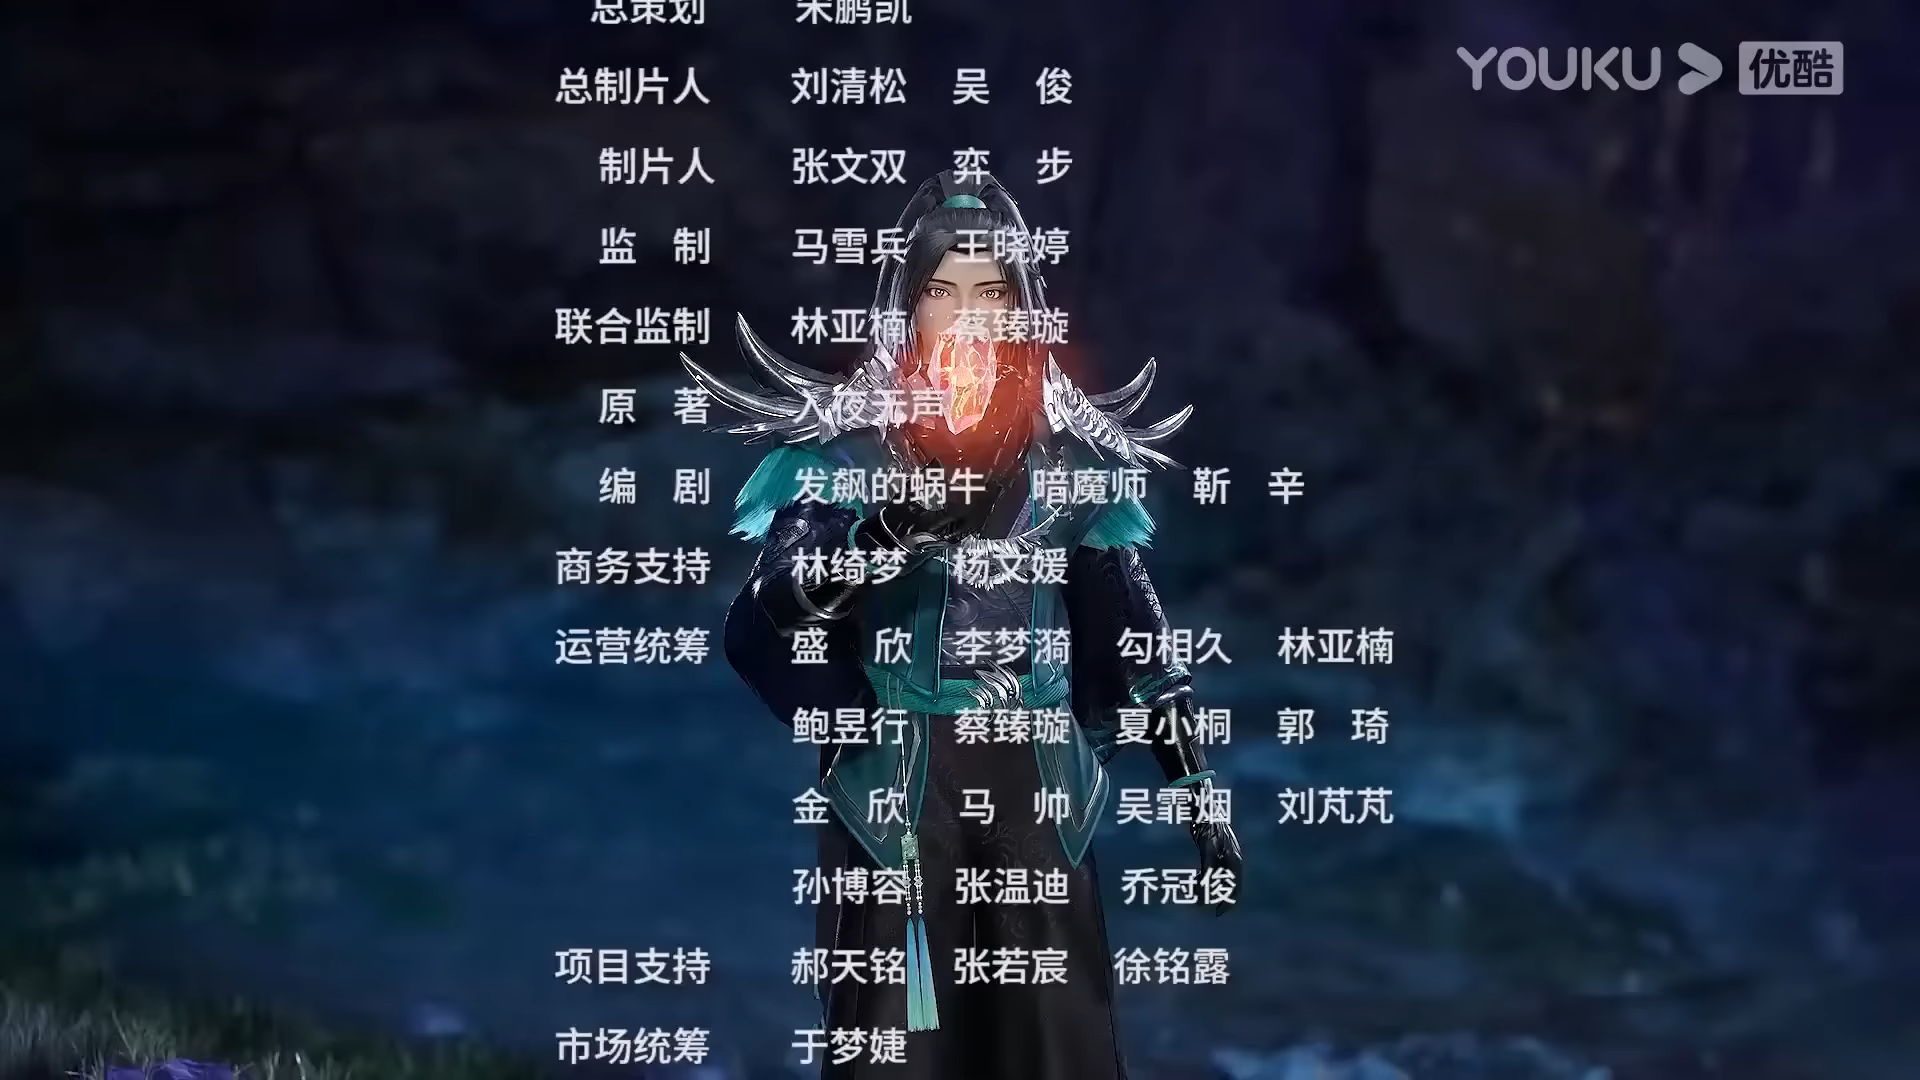 总策划 宋鹏凯
YOUKU 优酷
总制片人 刘清松 吴俊
制片人 张文双 弈步
监制 马雪兵 王晓婷
联合监制 林亚楠 蔡臻璇
原著 入夜无声
编剧 发飙的蜗牛 暗魔师 靳辛
商务支持 林绮梦 杨文媛
运营统筹 盛欣 李梦漪 勾相久 林亚楠
鲍昱行 蔡臻璇 夏小桐 郭琦
金欣 马帅 吴霏烟 刘芃芃
孙博容 张温迪 乔冠俊
项目支持 郝天铭 张若宸 徐铭露
市场统筹 于梦婕